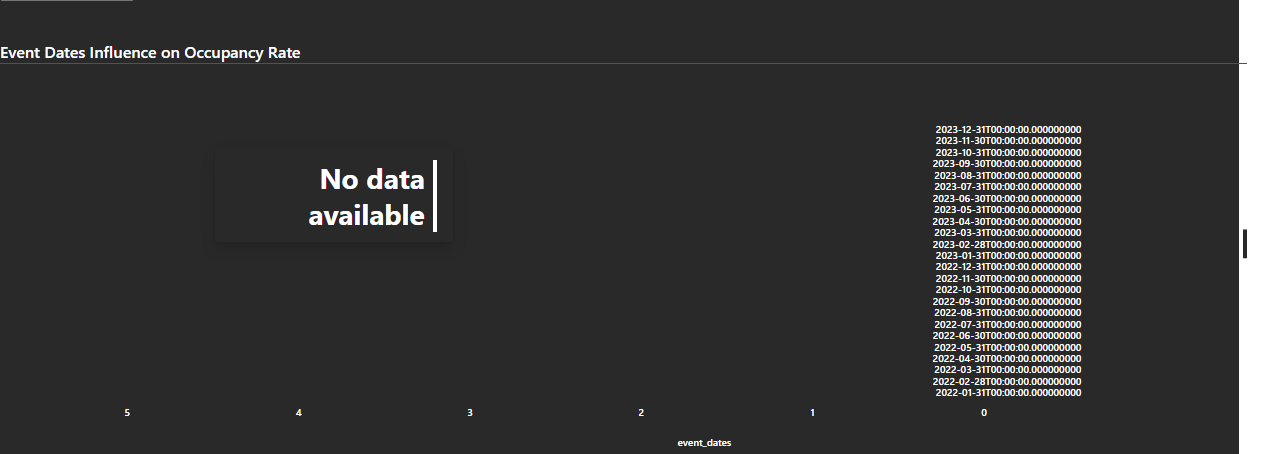 Event Dates Influence on Occupancy Rate
No data
available
2023-12-31T00:00:00.000000000
2023-11-30T00:00:00.000000000
2023-10-31T00:00:00.000000000
2023-09-30T00:00:00.000000000
2023-08-31T00:00:00.000000000
2023-07-31T00:00:00.000000000
2023-06-30T00:00:00.000000000
2023-05-31T00:00:00.000000000
2023-04-30T00:00:00.000000000
2023-03-31T00:00:00.000000000
2023-02-28T00:00:00.000000000
2023-01-31T00:00:00.000000000
2022-12-31T00:00:00.000000000
2022-11-30T00:00:00.000000000
2022-10-31T00:00:00.000000000
2022-09-30T00:00:00.000000000
2022-08-31T00:00:00.000000000
2022-07-31T00:00:00.000000000
2022-06-30T00:00:00.000000000
2022-05-31T00:00:00.000000000
2022-04-30T00:00:00.000000000
2022-03-31T00:00:00.000000000
2022-02-28T00:00:00.000000000
2022-01-31T00:00:00.000000000
5 4 3 2 1 0
event_dates